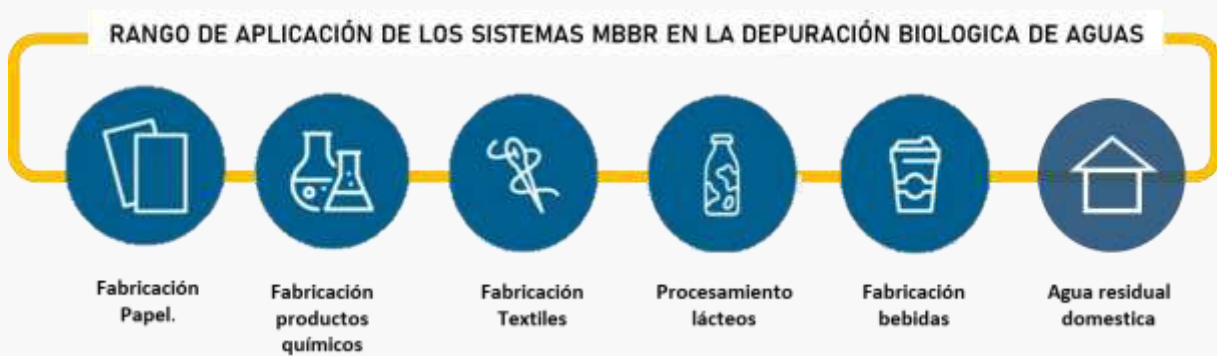 RANGO DE APLICACIÓN DE LOS SISTEMAS MBBR EN LA DEPURACIÓN BIOLOGICA DE AGUAS
Fabricación
Papel.
Fabricación
productos
químicos
Fabricación
Textiles
Procesamiento
lácteos
Fabricación
bebidas
Agua residual
domestica